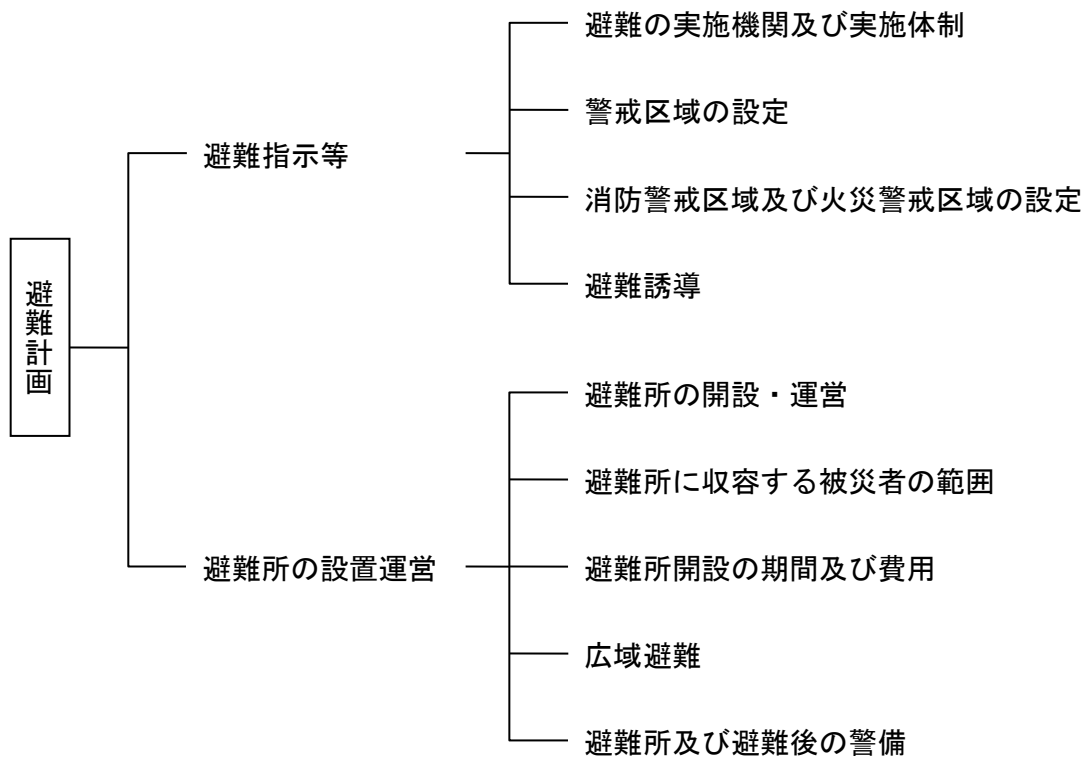 避難計画
避難指示等
避難の実施機関及び実施体制
警戒区域の設定
消防警戒区域及び火災警戒区域の設定
避難誘導
避難所の設置運営
避難所の開設・運営
避難所に収容する被災者の範囲
避難所開設の期間及び費用
広域避難
避難所及び避難後の警備